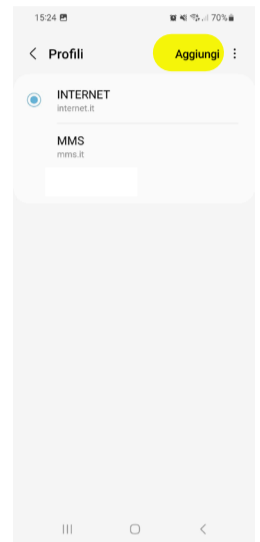 15:24 70%
Profili Aggiungi
INTERNET
internet.it
MMS
mms.it